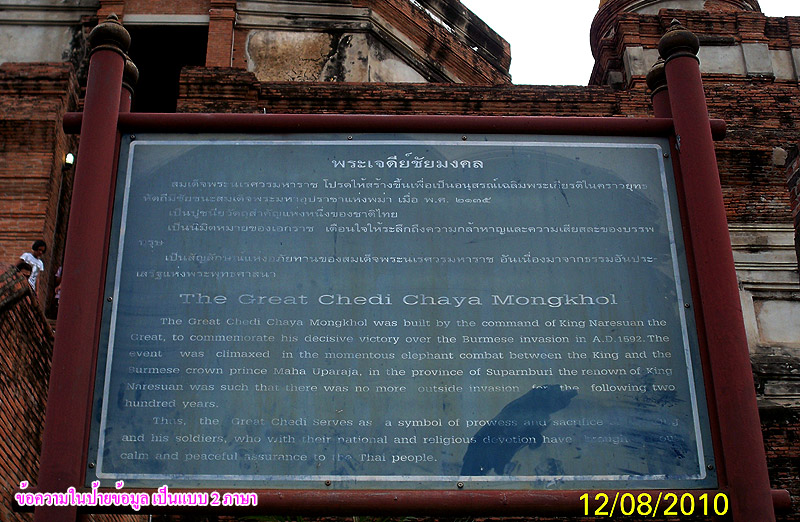 พระเจดีย์ชัยมงคล
สมเด็จพระนเรศวรมหาราช โปรดให้สร้างขึ้นเพื่อเป็นอนุสรณ์เฉลิมพระเกียรติในคราวยุทธ
หัตถีมีชัยชนะสมเด็จพระมหาอุปราชาแห่งพม่า เมื่อ พ.ศ. ๒๑๓๕
เป็นปูชนียวัตถุสำคัญแห่งหนึ่งของชาติไทย
เป็นนิมิตหมายของเอกราช เตือนใจให้ระลึกถึงความกล้าหาญและความเสียสละของบรรพ
บุรุษ
เป็นสัญลักษณ์แห่งอภัยทานของสมเด็จพระนเรศวรมหาราช อันเนื่องมาจากธรรมอันประ
เสริฐแห่งพระพุทธศาสนา
The Great Chedi Chaya Mongkhol
The Great Chedi Chaya Mongkhol was built by the command of King Naresuan the
Great, to commemorate his decisive victory over the Burmese invasion in A.D.1592. The
event was climaxed in the momentous elephant combat between the King and the
Burmese crown prince Maha Uparaja, in the province of Suparnburi the renown of King
Naresuan was such that there was no more outside invasion for the following two
hundred years.
Thus, the Great Chedi serves as a symbol of prowess and sacrifice
and his soldiers, who with their national and religious devotion have brough
calm and peaceful assurance to the Thai people.
ข้อความในป้ายข้อมูล เป็นแบบ 2 ภาษา
12/08/2010